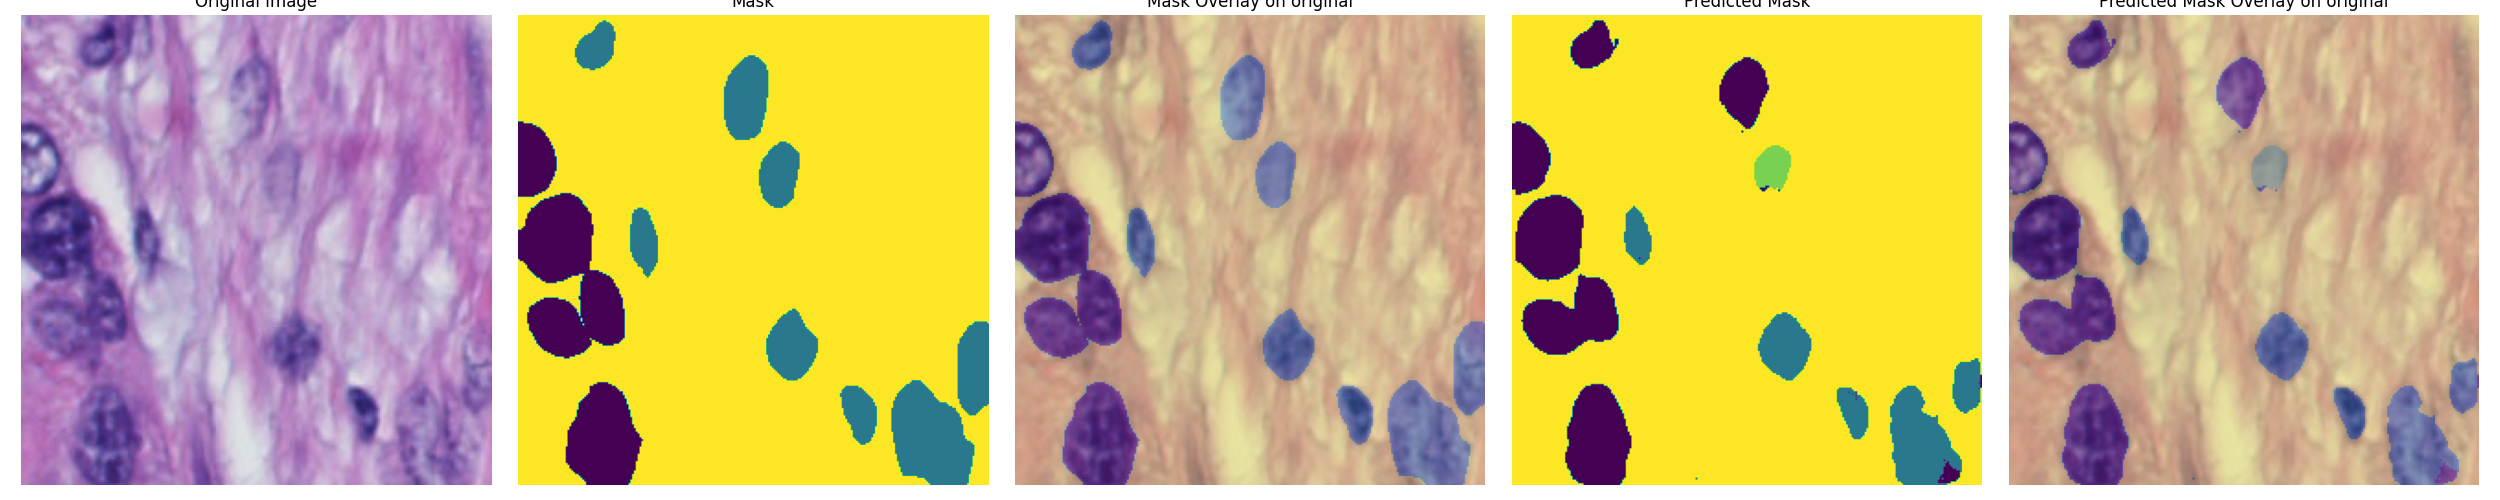 Original Image
Mask
Mask Overlay on original
Predicted Mask
Predicted Mask Overlay on original